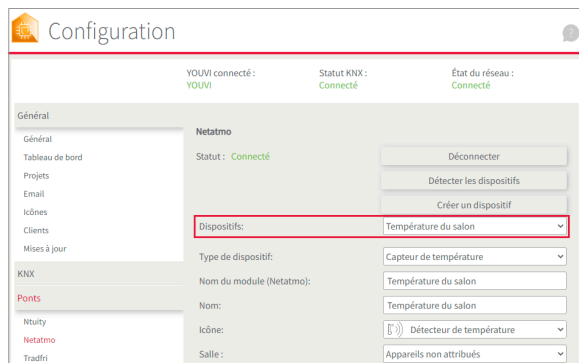 Configuration
?
YOUVI connecté :
YOUVI
Statut KNX :
Connecté
État du réseau :
Connecté
Général
Général
Tableau de bord
Projets
Email
Icônes
Clients
Mises à jour
KNX
Ponts
Ntuity
Netatmo
Tradfri
Netatmo
Statut : Connecté
Déconnecter
Détecter les dispositifs
Créer un dispositif
Dispositifs: Température du salon
Type de dispositif: Capteur de température
Nom du module (Netatmo): Température du salon
Nom: Température du salon
Icône: Détecteur de température
Salle : Appareils non attribués